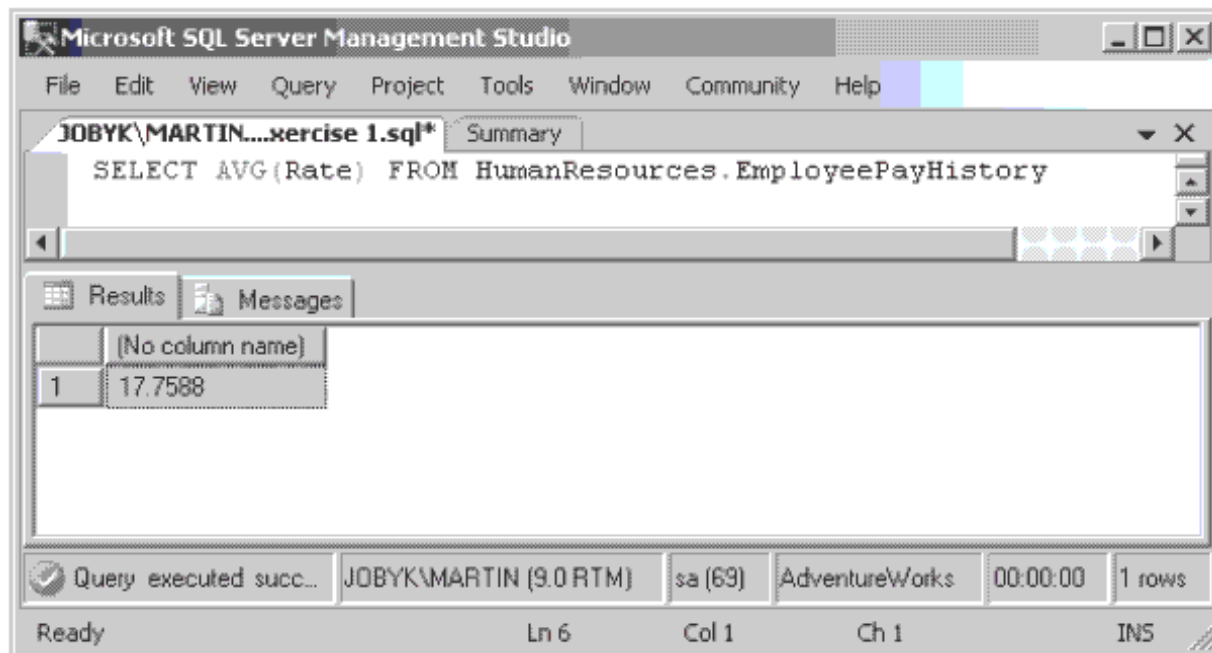 Microsoft SQL Server Management Studio
File Edit View Query Project Tools Window Community Help
JOBYK\MARTIN....xercise 1.sql* Summary
SELECT AVG(Rate) FROM HumanResources.EmployeePayHistory
Results Messages
(No column name)
1 17.7588
Query executed succ... JOBYK\MARTIN (9.0 RTM) sa (69) AdventureWorks 00:00:00 1 rows
Ready Ln 6 Col 1 Ch 1 INS